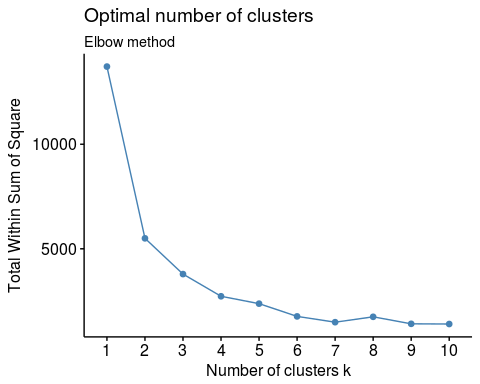 Optimal number of clusters
Elbow method
Total Within Sum of Square
10000
5000
1 2 3 4 5 6 7 8 9 10
Number of clusters k